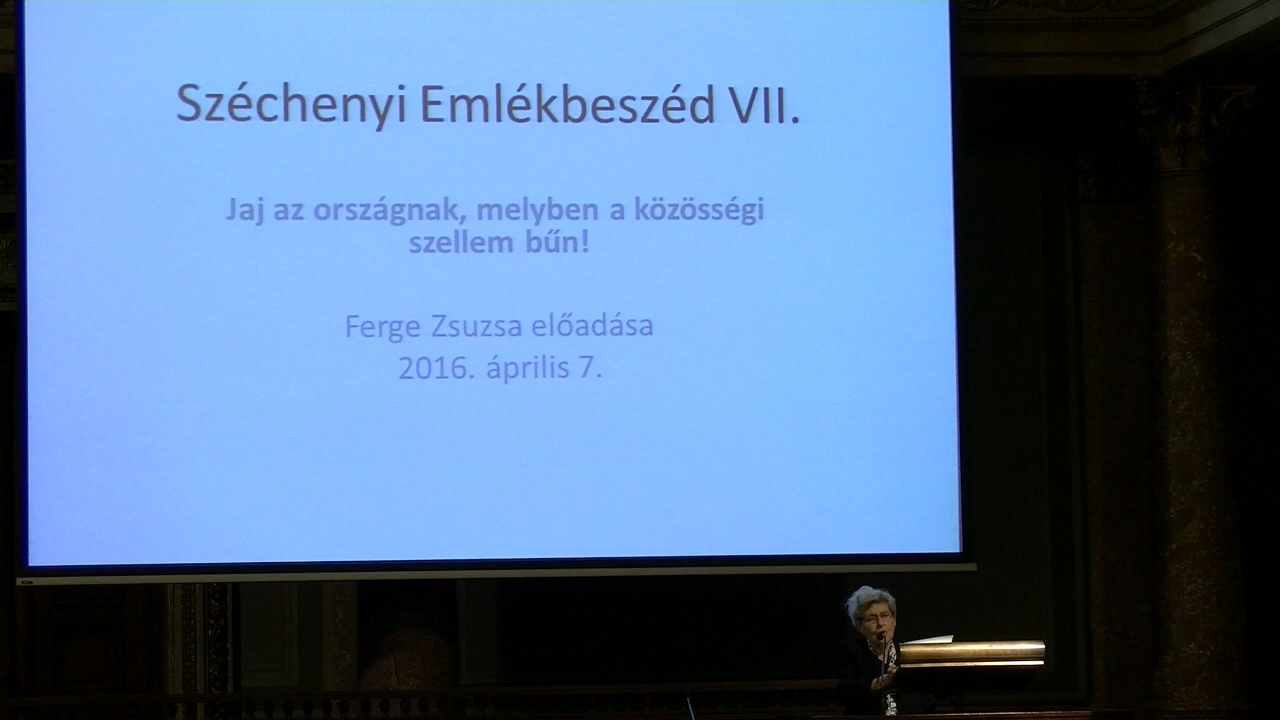 Széchenyi Emlékbeszéd VII.
Jaj az országnak, melyben a közösségi
szellem bűn!
Ferge Zsuzsa előadása
2016. április 7.